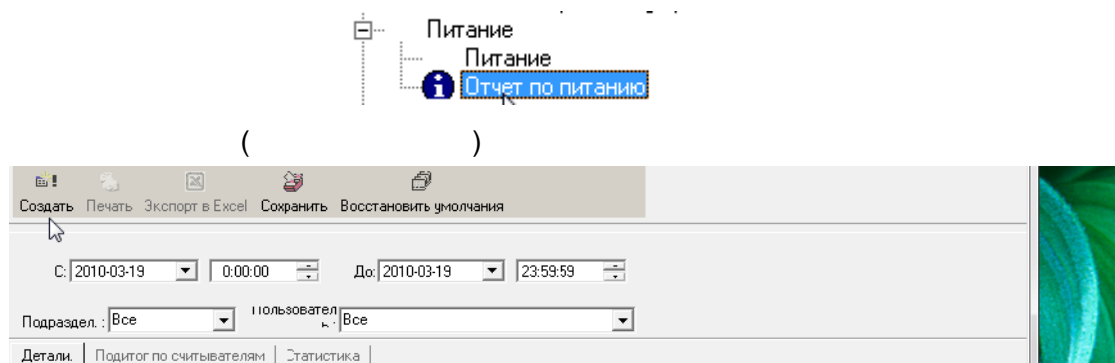 Питание
Питание
Отчет по питанию
( )
Создать Печать Экспорт в Excel Сохранить Восстановить умолчания
С: 2010-03-19 0:00:00 До: 2010-03-19 23:59:59
Подраздел. : Все Пользовател ь : Все
Детали. Подитог по считывателям Статистика